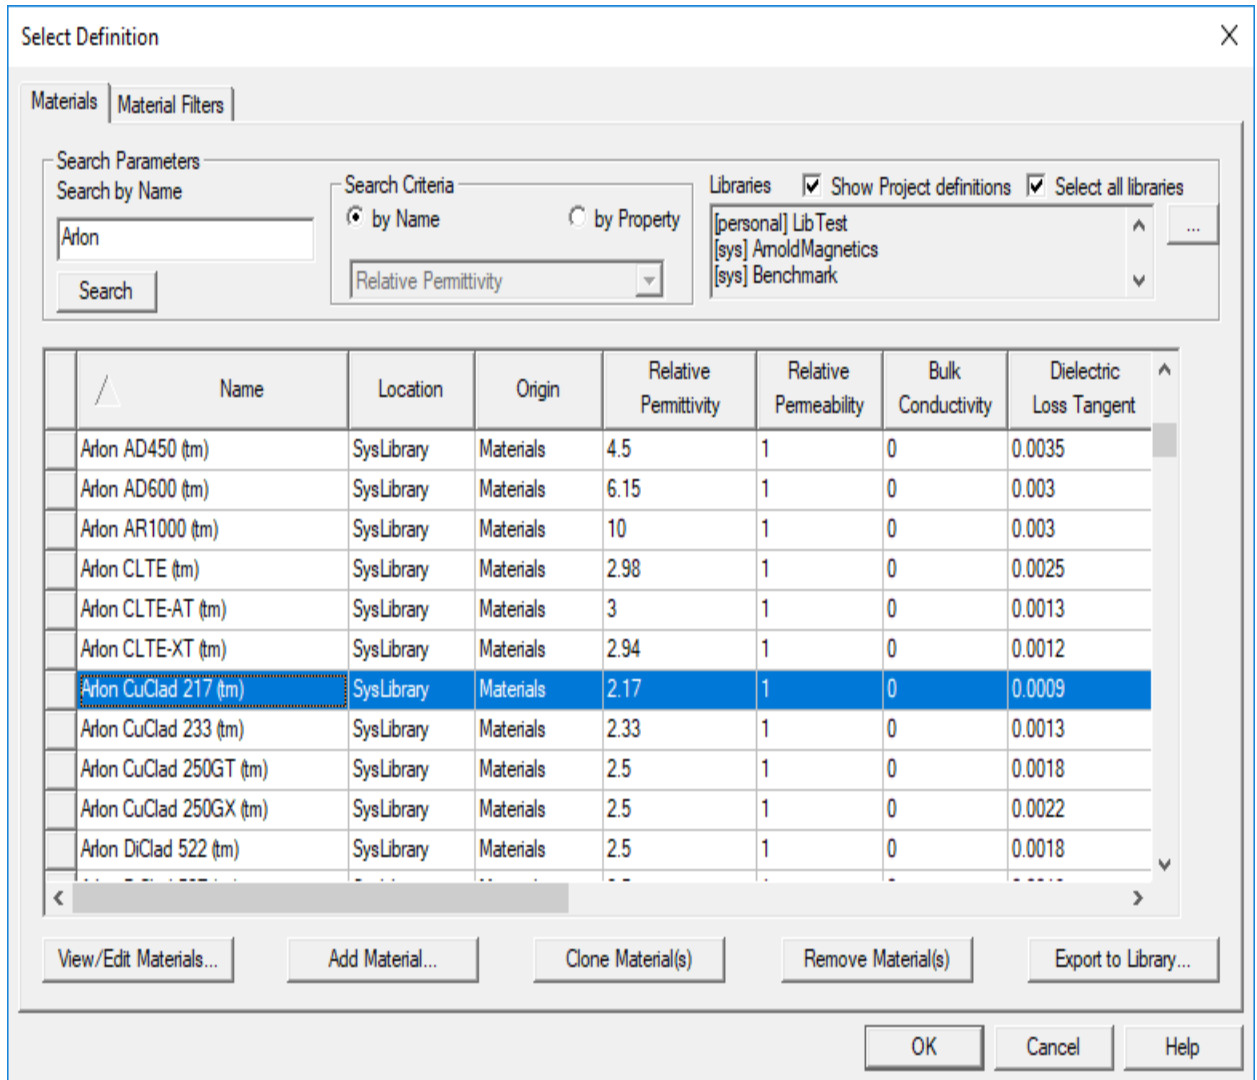 Select Definition
Materials Material Filters
Search Parameters
Search by Name
Arlon
Search
Search Criteria
by Name by Property
Relative Permittivity
Libraries Show Project definitions Select all libraries
[personal] LibTest
[sys] ArnoldMagnetics
[sys] Benchmark
...
Name Location Origin Relative Permittivity Relative Permeability Bulk Conductivity Dielectric Loss Tangent
Arlon AD450 (tm) SysLibrary Materials 4.5 1 0 0.0035
Arlon AD600 (tm) SysLibrary Materials 6.15 1 0 0.003
Arlon AR1000 (tm) SysLibrary Materials 10 1 0 0.003
Arlon CLTE (tm) SysLibrary Materials 2.98 1 0 0.0025
Arlon CLTE-AT (tm) SysLibrary Materials 3 1 0 0.0013
Arlon CLTE-XT (tm) SysLibrary Materials 2.94 1 0 0.0012
Arlon CuClad 217 (tm) SysLibrary Materials 2.17 1 0 0.0009
Arlon CuClad 233 (tm) SysLibrary Materials 2.33 1 0 0.0013
Arlon CuClad 250GT (tm) SysLibrary Materials 2.5 1 0 0.0018
Arlon CuClad 250GX (tm) SysLibrary Materials 2.5 1 0 0.0022
Arlon DiClad 522 (tm) SysLibrary Materials 2.5 1 0 0.0018
View/Edit Materials... Add Material... Clone Material(s) Remove Material(s) Export to Library...
OK Cancel Help